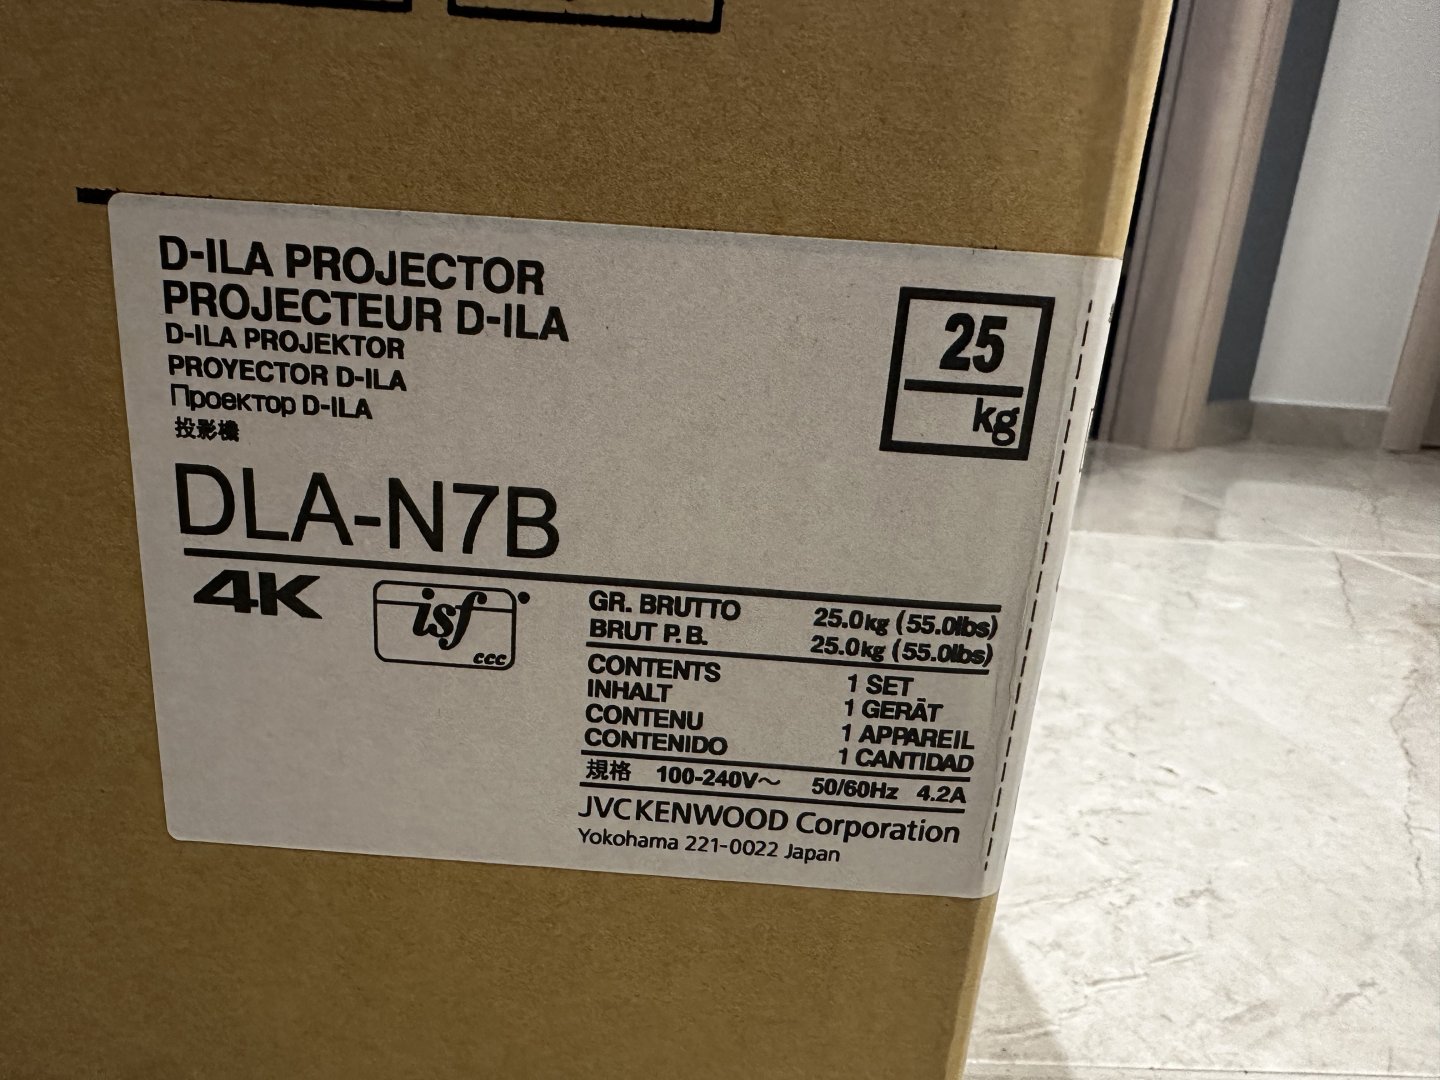 D-ILA PROJECTOR
PROJECTEUR D-ILA
D-ILA PROJEKTOR
PROYECTOR D-ILA
Проектор D-ILA
投影機
25
kg
DLA-N7B
4K
isf
ccc
GR. BRUTTO 25.0kg (55.0lbs)
BRUT P.B. 25.0kg (55.0lbs)
CONTENTS 1 SET
INHALT 1 GERÄT
CONTENU 1 APPAREIL
CONTENIDO 1 CANTIDAD
規格 100-240V～ 50/60Hz 4.2A
JVCKENWOOD Corporation
Yokohama 221-0022 Japan